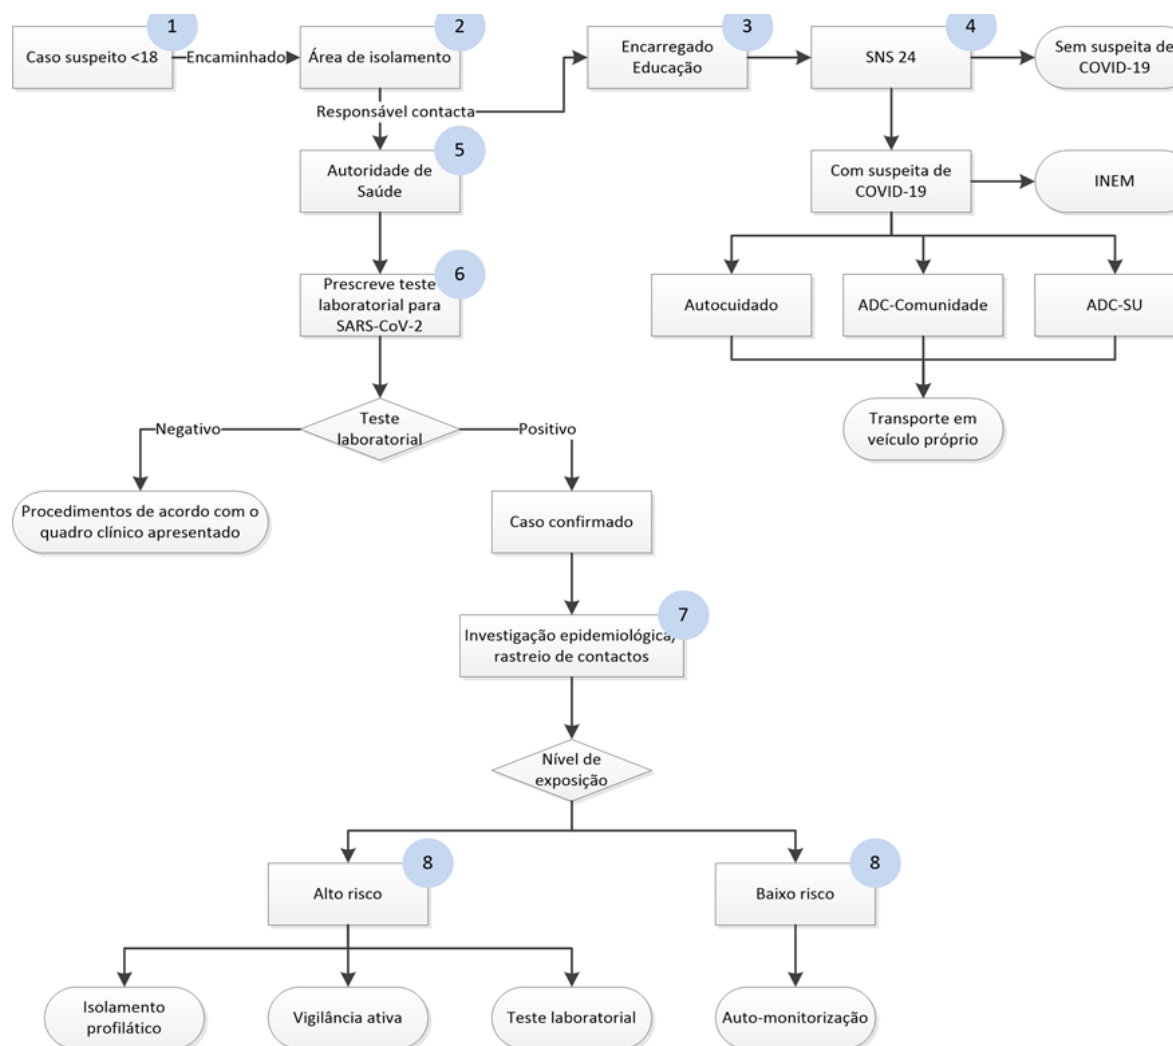 1
2
3
4
Caso suspeito <18
Encaminhado
Área de isolamento
Encarregado
Educação
SNS 24
Sem suspeita de
COVID-19
Responsável contacta
5
Autoridade de
Saúde
Com suspeita de
COVID-19
INEM
6
Prescreve teste
laboratorial para
SARS-CoV-2
Autocuidado
ADC-Comunidade
ADC-SU
Negativo
Teste
laboratorial
Positivo
Transporte em
veículo próprio
Procedimentos de acordo com o
quadro clínico apresentado
Caso confirmado
7
Investigação epidemiológica/
rastreio de contactos
Nível de
exposição
8
8
Alto risco
Baixo risco
Isolamento
profilático
Vigilância ativa
Teste laboratorial
Auto-monitorização